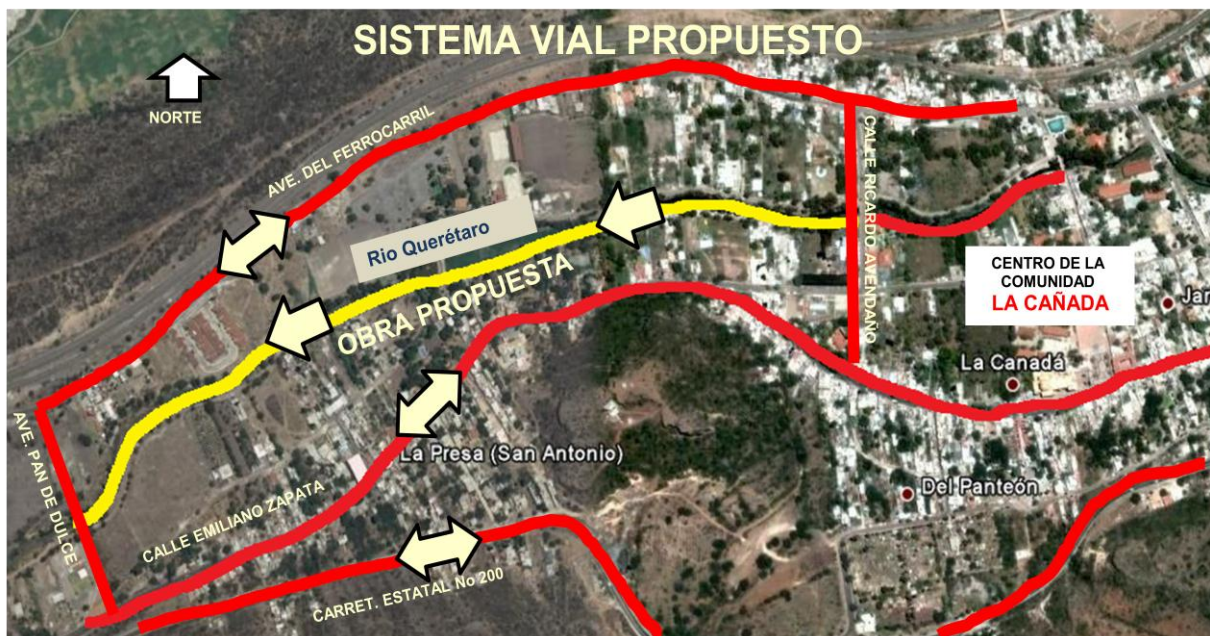 SISTEMA VIAL PROPUESTO
NORTE
AVE. DEL FERROCARRIL
CALLE RICARDO AVENDAÑO
Rio Querétaro
OBRA PROPUESTA
CENTRO DE LA
COMUNIDAD
LA CAÑADA
Jar
La Canadá
AVE. PAN DE DULCE
La Presa (San Antonio)
Del Panteón
CALLE EMILIANO ZAPATA
CARRET. ESTATAL No 200